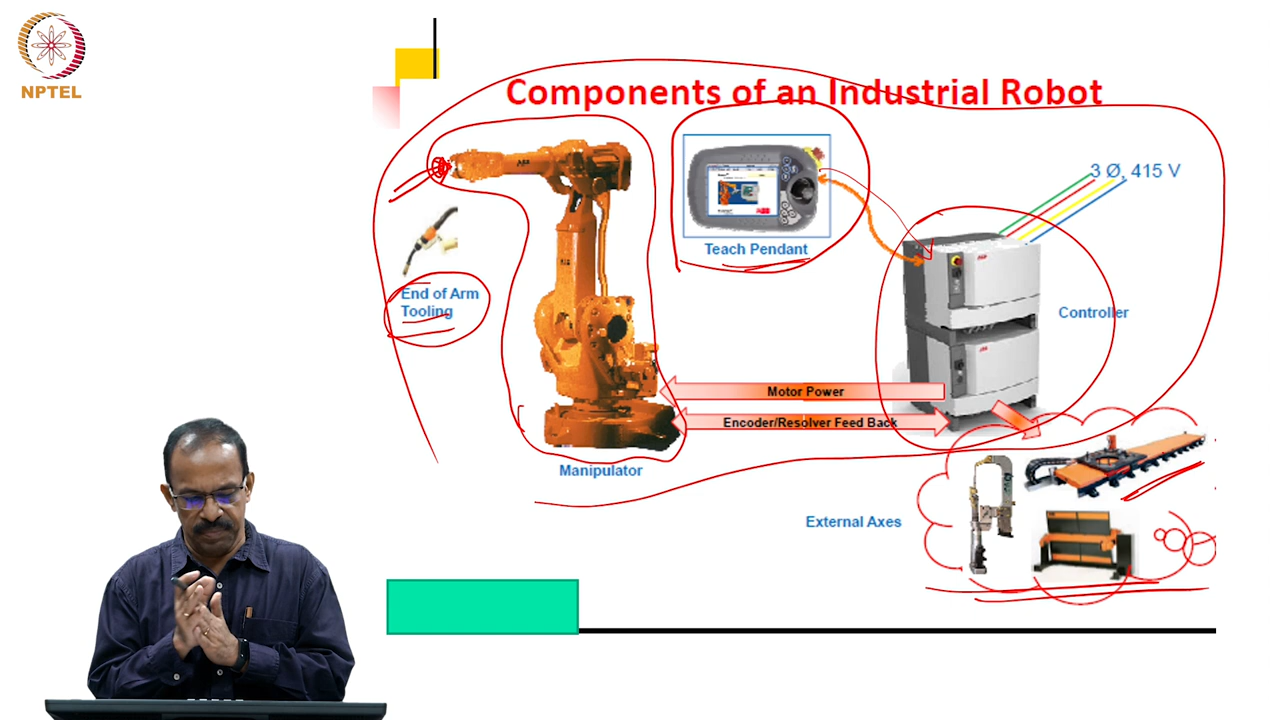 NPTEL
Components of an Industrial Robot
3 Ø, 415 V
Teach Pendant
End of Arm
Tooling
Controller
Motor Power
Encoder/Resolver Feed Back
Manipulator
External Axes
ABB